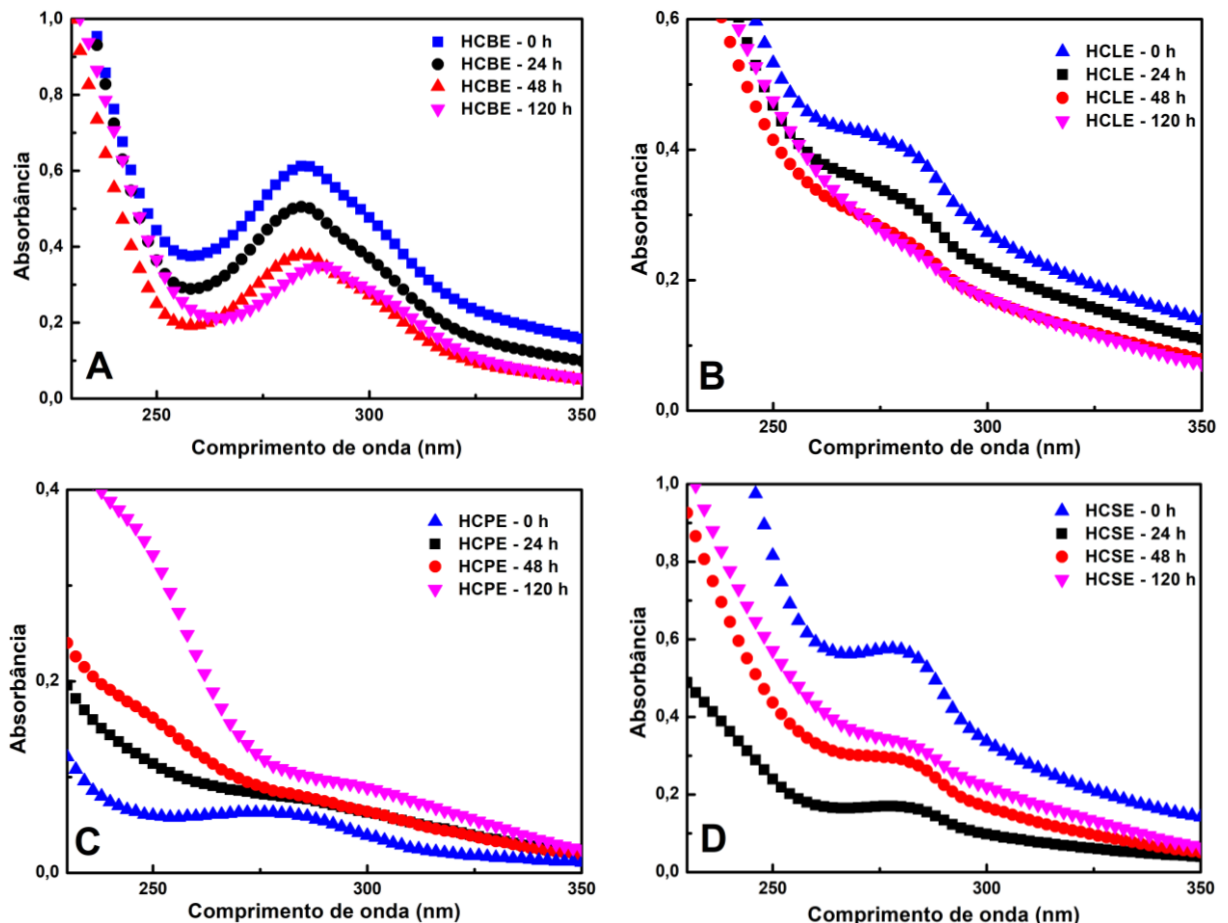 1,0
0,8
0,6
0,4
0,2
0,0
Absorbância
HCBE - 0 h
HCBE - 24 h
HCBE - 48 h
HCBE - 120 h
A
250
300
350
Comprimento de onda (nm)
0,6
0,4
0,2
0,0
Absorbância
HCLE - 0 h
HCLE - 24 h
HCLE - 48 h
HCLE - 120 h
B
250
300
350
Comprimento de onda (nm)
0,4
0,2
0,0
Absorbância
HCPE - 0 h
HCPE - 24 h
HCPE - 48 h
HCPE - 120 h
C
250
300
350
Comprimento de onda (nm)
1,0
0,8
0,6
0,4
0,2
0,0
Absorbância
HCSE - 0 h
HCSE - 24 h
HCSE - 48 h
HCSE - 120 h
D
250
300
350
Comprimento de onda (nm)